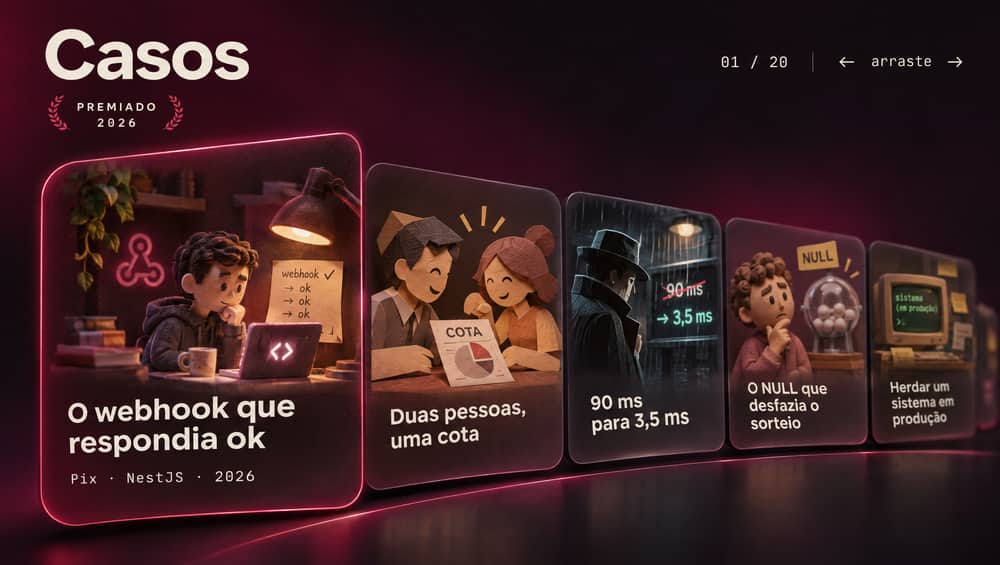 Casos
PREMIADO
2026
01 / 20
← arraste →
webhook ✓
→ ok
→ ok
→ ok
</>
O webhook que
respondia ok
Pix · NestJS · 2026
COTA
Duas pessoas,
uma cota
90 ms
→ 3,5 ms
90 ms
para 3,5 ms
NULL
O NULL que
desfazia o
sorteio
sistema
(em produção)
>.
Herdar um
sistema em
produção